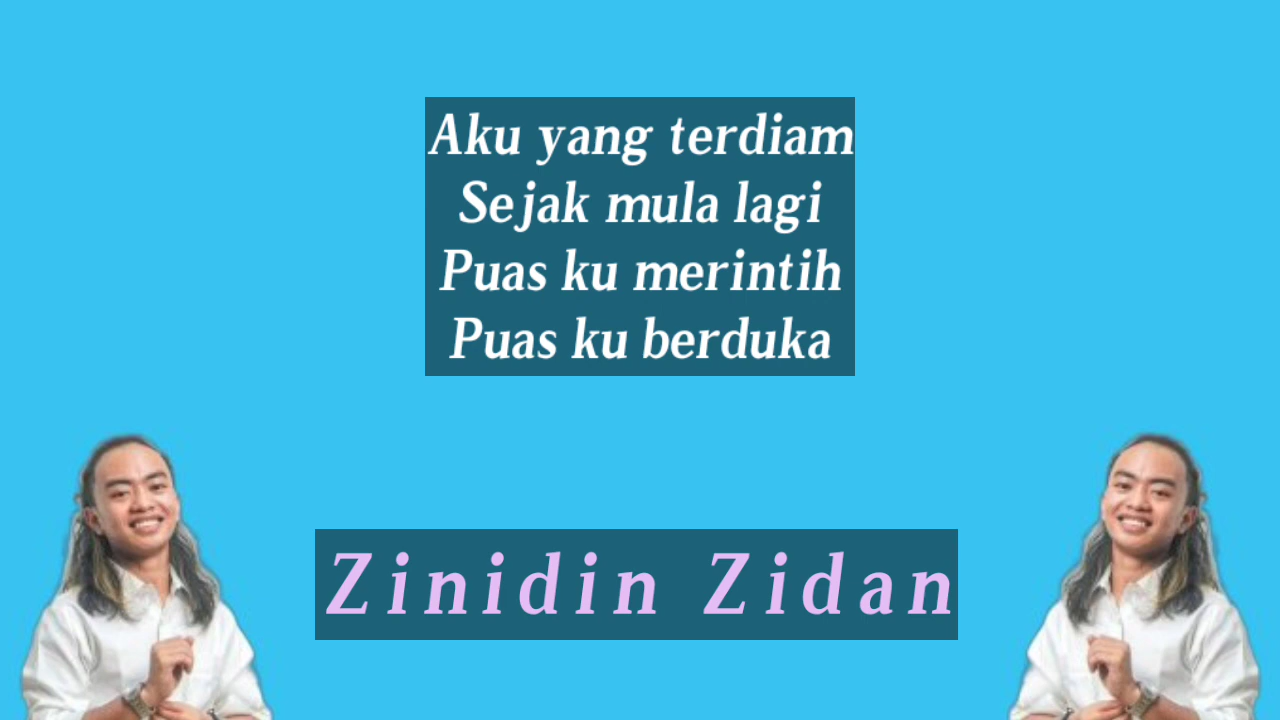 Aku yang terdiam
Sejak mula lagi
Puas ku merintih
Puas ku berduka
Zinidin Zidan